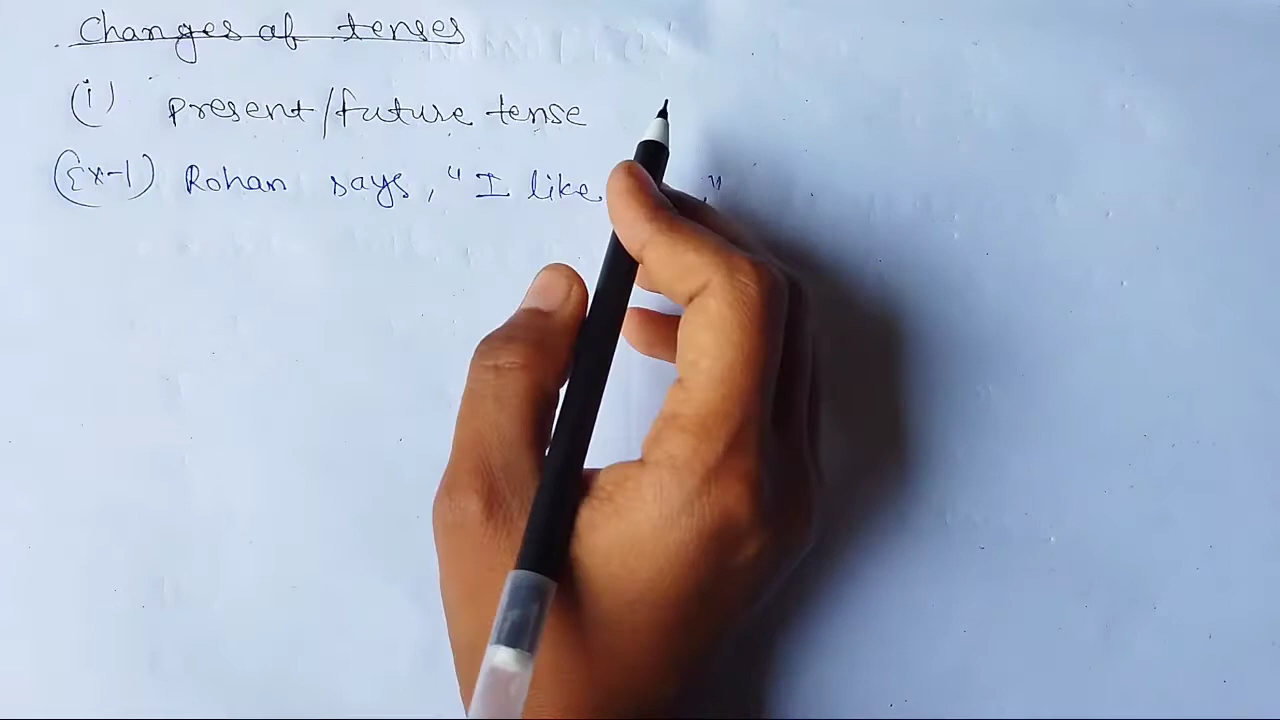 Changes of tenses
(i) present/future tense
(Ex-1) Rohan says, "I like ."